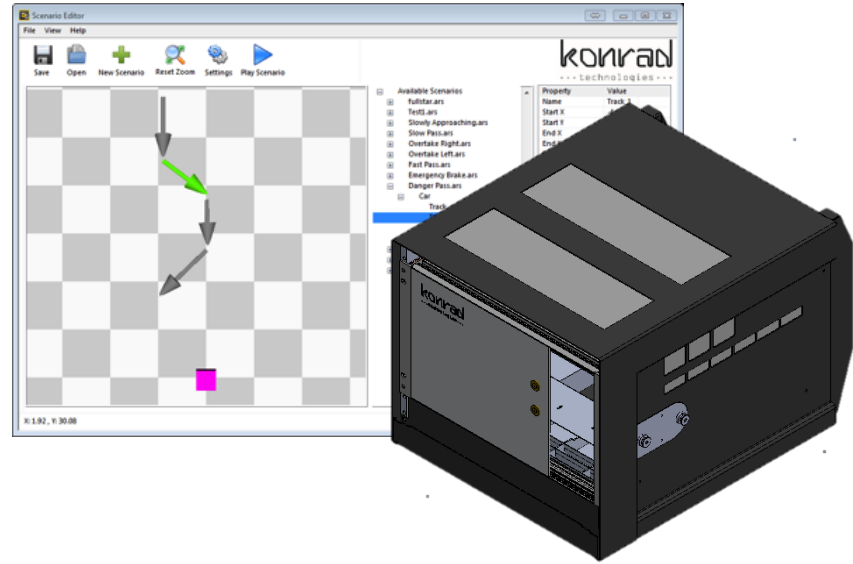 Scenario Editor
File View Help
konrad
technologies
Save Open New Scenario Reset Zoom Settings Play Scenario
Available Scenarios
fullstar.ars
Test1.ars
Slowly Approaching.ars
Slow Pass.ars
Overtake Right.ars
Overtake Left.ars
Fast Pass.ars
Emergency Brake.ars
Danger Pass.ars
Car
Track
Property Value
Name Track_2
Start X
Start Y
End X
End
konrad
X: 1.92 , Y: 30.08